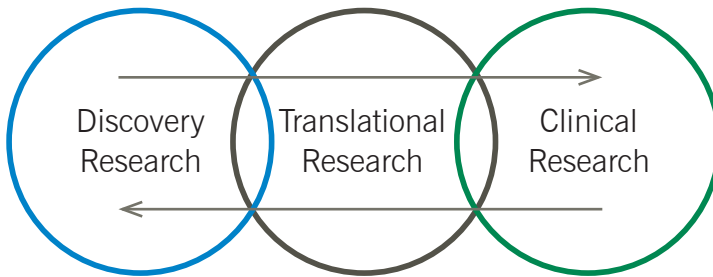 Discovery
Research
Translational
Research
Clinical
Research